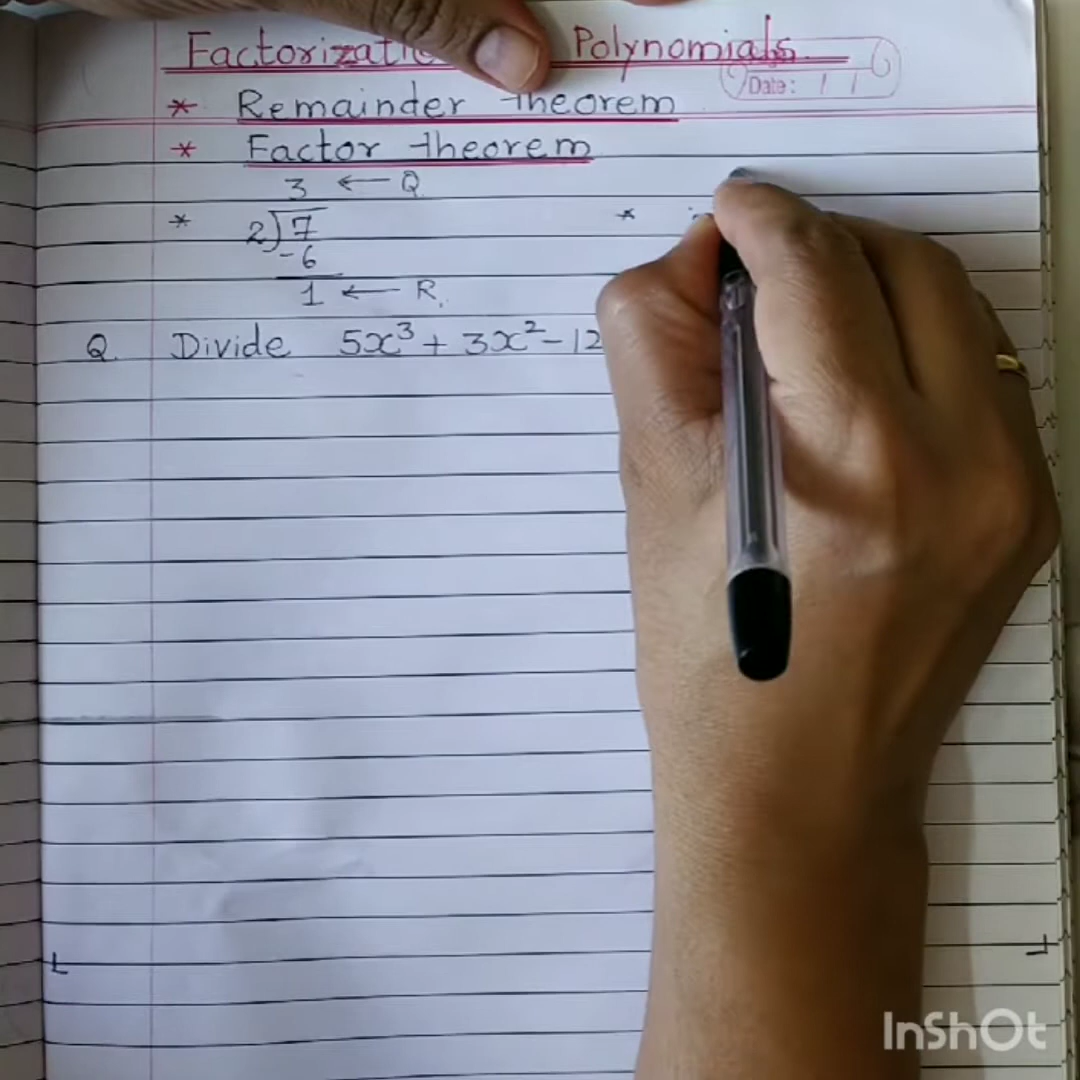 Factorizati Polynomials
Date : / /
* Remainder theorem
* Factor theorem
3 ← Q
* 2)7 *
-6
1 ← R.
Q. Divide 5x³ + 3x² - 12
InShOt